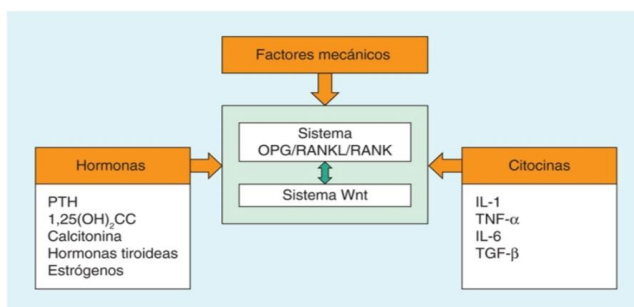 Factores mecánicos
Sistema
OPG/RANKL/RANK
Sistema Wnt
Hormonas
PTH
1,25(OH)₂CC
Calcitonina
Hormonas tiroideas
Estrógenos
Citocinas
IL-1
TNF-α
IL-6
TGF-β